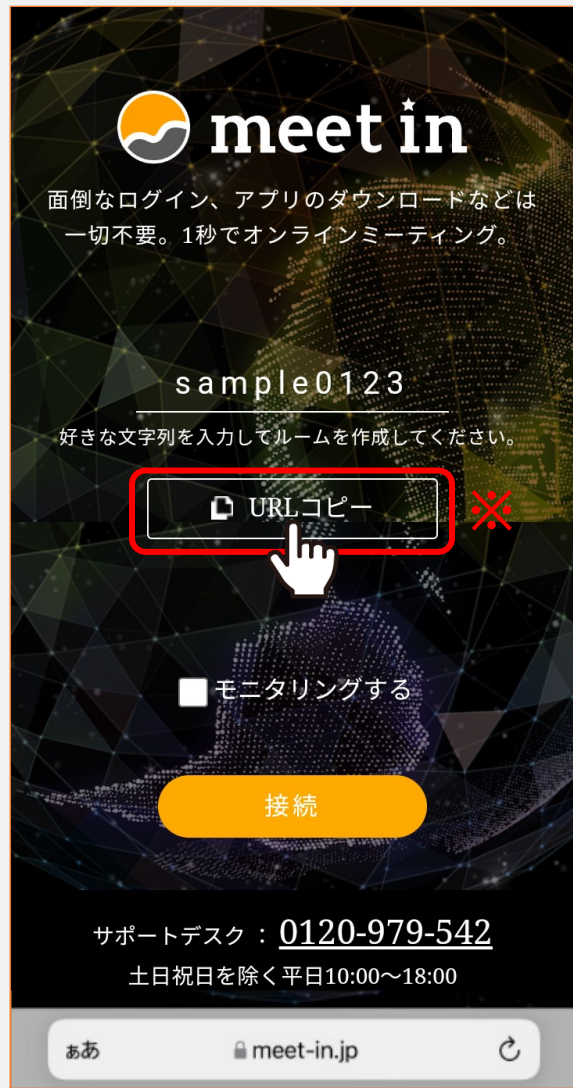 meet in
面倒なログイン、アプリのダウンロードなどは
一切不要。1秒でオンラインミーティング。
sample0123
好きな文字列を入力してルームを作成してください。
URLコピー ※
モニタリングする
接続
サポートデスク : 0120-979-542
土日祝日を除く平日10:00〜18:00
ぁあ meet-in.jp